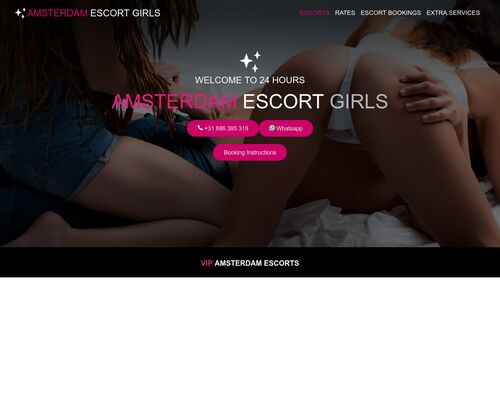 AMSTERDAM ESCORT GIRLS
ESCORTS RATES ESCORT BOOKINGS EXTRA SERVICES
WELCOME TO 24 HOURS
AMSTERDAM ESCORT GIRLS
+31 686 385 319 Whatsapp
Booking Instructions
VIP AMSTERDAM ESCORTS